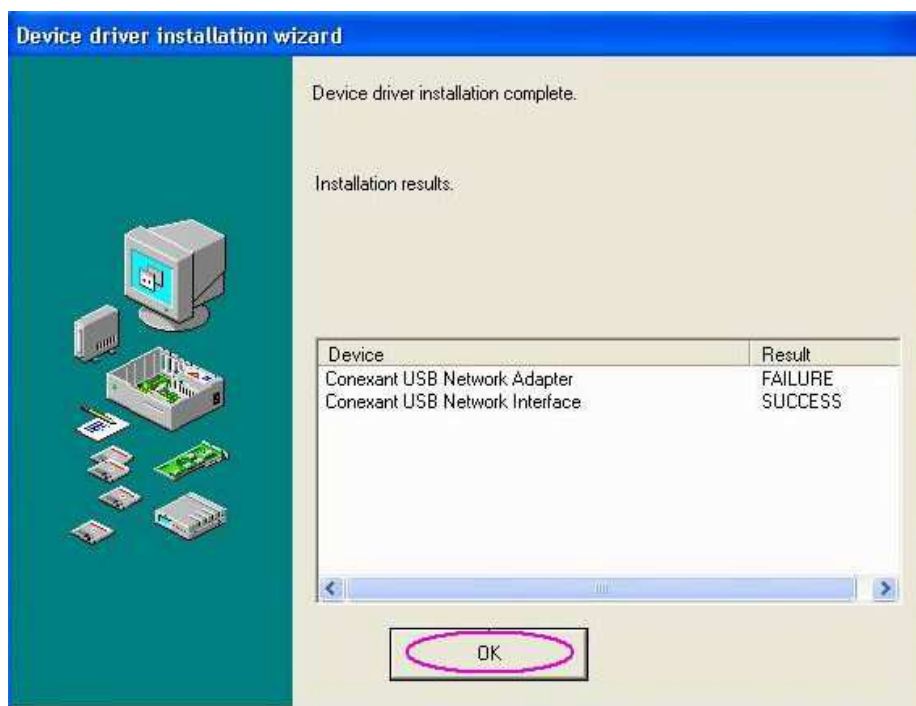 Device driver installation wizard
Device driver installation complete.
Installation results.
Device Result
Conexant USB Network Adapter FAILURE
Conexant USB Network Interface SUCCESS
OK